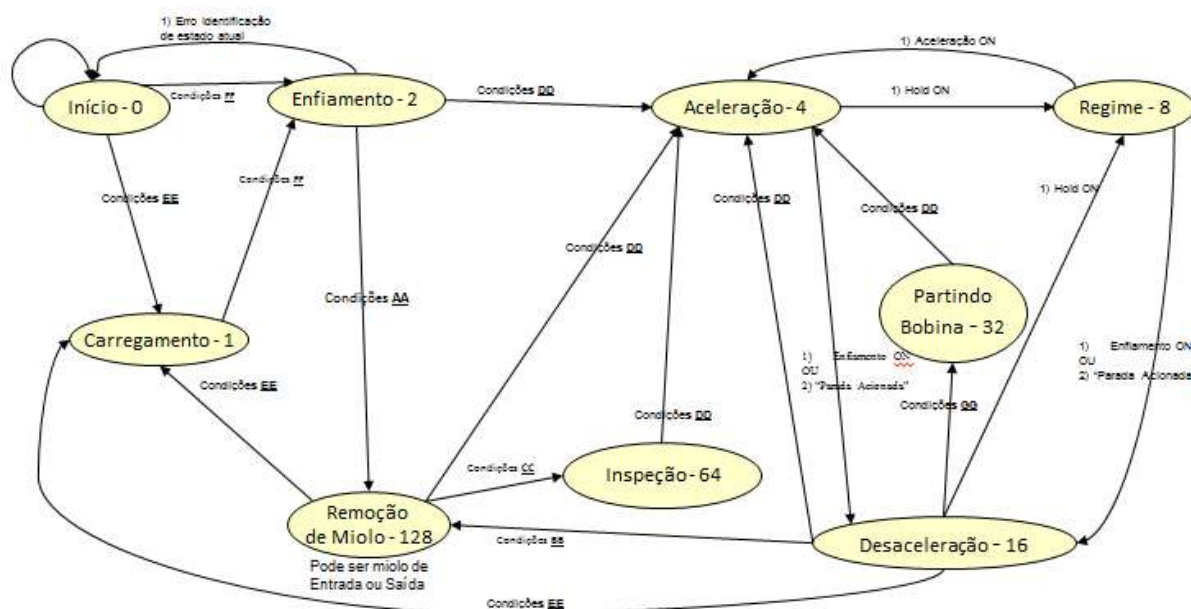 1) Erro Identificação
de estado atual
1) Aceleração ON
Início - 0
Condições FF
Enfiamento - 2
Condições DD
Aceleração - 4
1) Hold ON
Regime - 8
Condições EE
Condições FF
Condições DD
Condições DD
1) Hold ON
Condições DD
Condições AA
Partindo
Bobina - 32
Carregamento - 1
1) Enfiamento ON
OU
2) "Parada Acionada"
1) Enfiamento ON
OU
2) "Parada Acionada"
Condições EE
Condições GG
Condições DD
Condições CC
Inspeção - 64
Remoção
de Miolo - 128
Condições BB
Desaceleração - 16
Pode ser miolo de
Entrada ou Saída
Condições EE